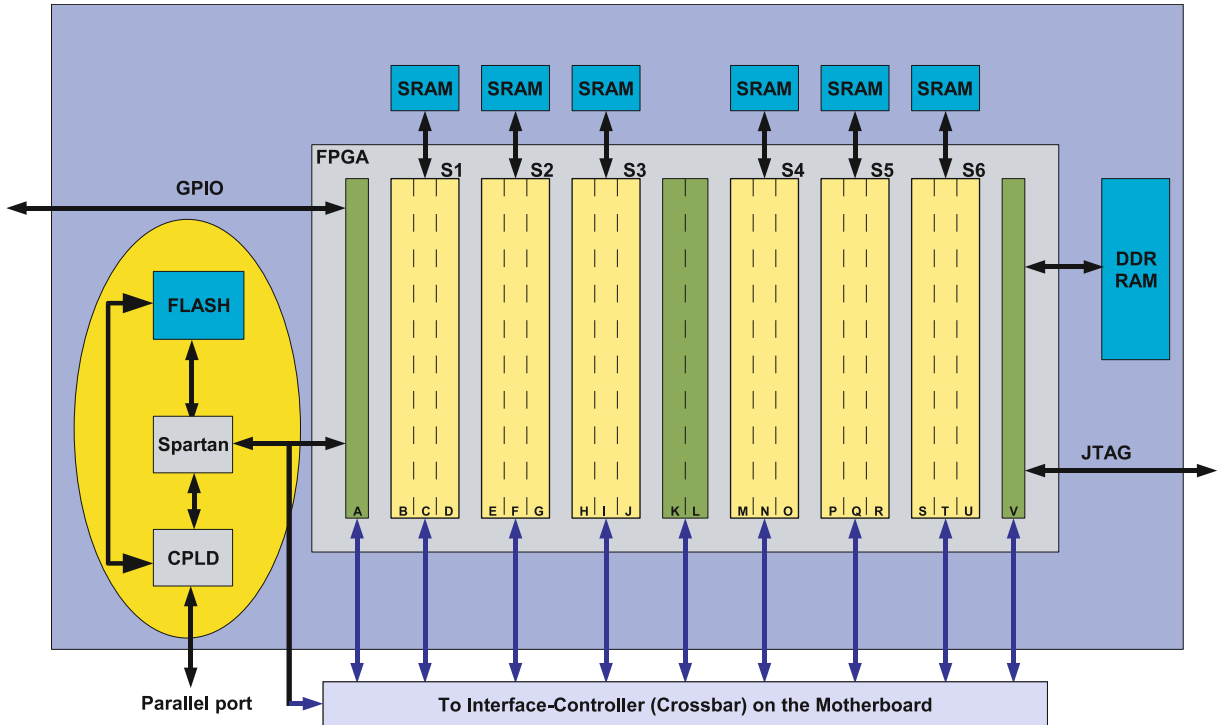 SRAM SRAM SRAM SRAM SRAM SRAM
FPGA
S1 S2 S3 S4 S5 S6
GPIO
DDR
RAM
FLASH
Spartan
JTAG
A B C D E F G H I J K L M N O P Q R S T U V
CPLD
Parallel port
To Interface-Controller (Crossbar) on the Motherboard